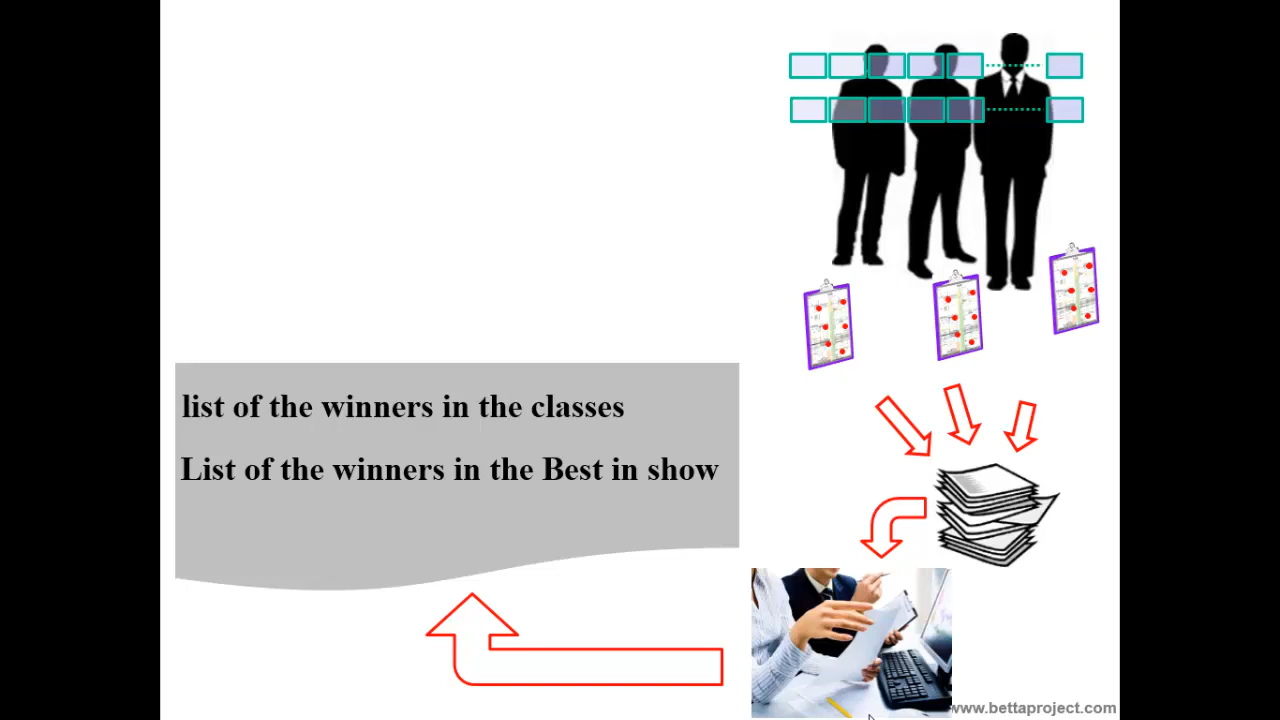 list of the winners in the classes
List of the winners in the Best in show
www.bettaproject.com